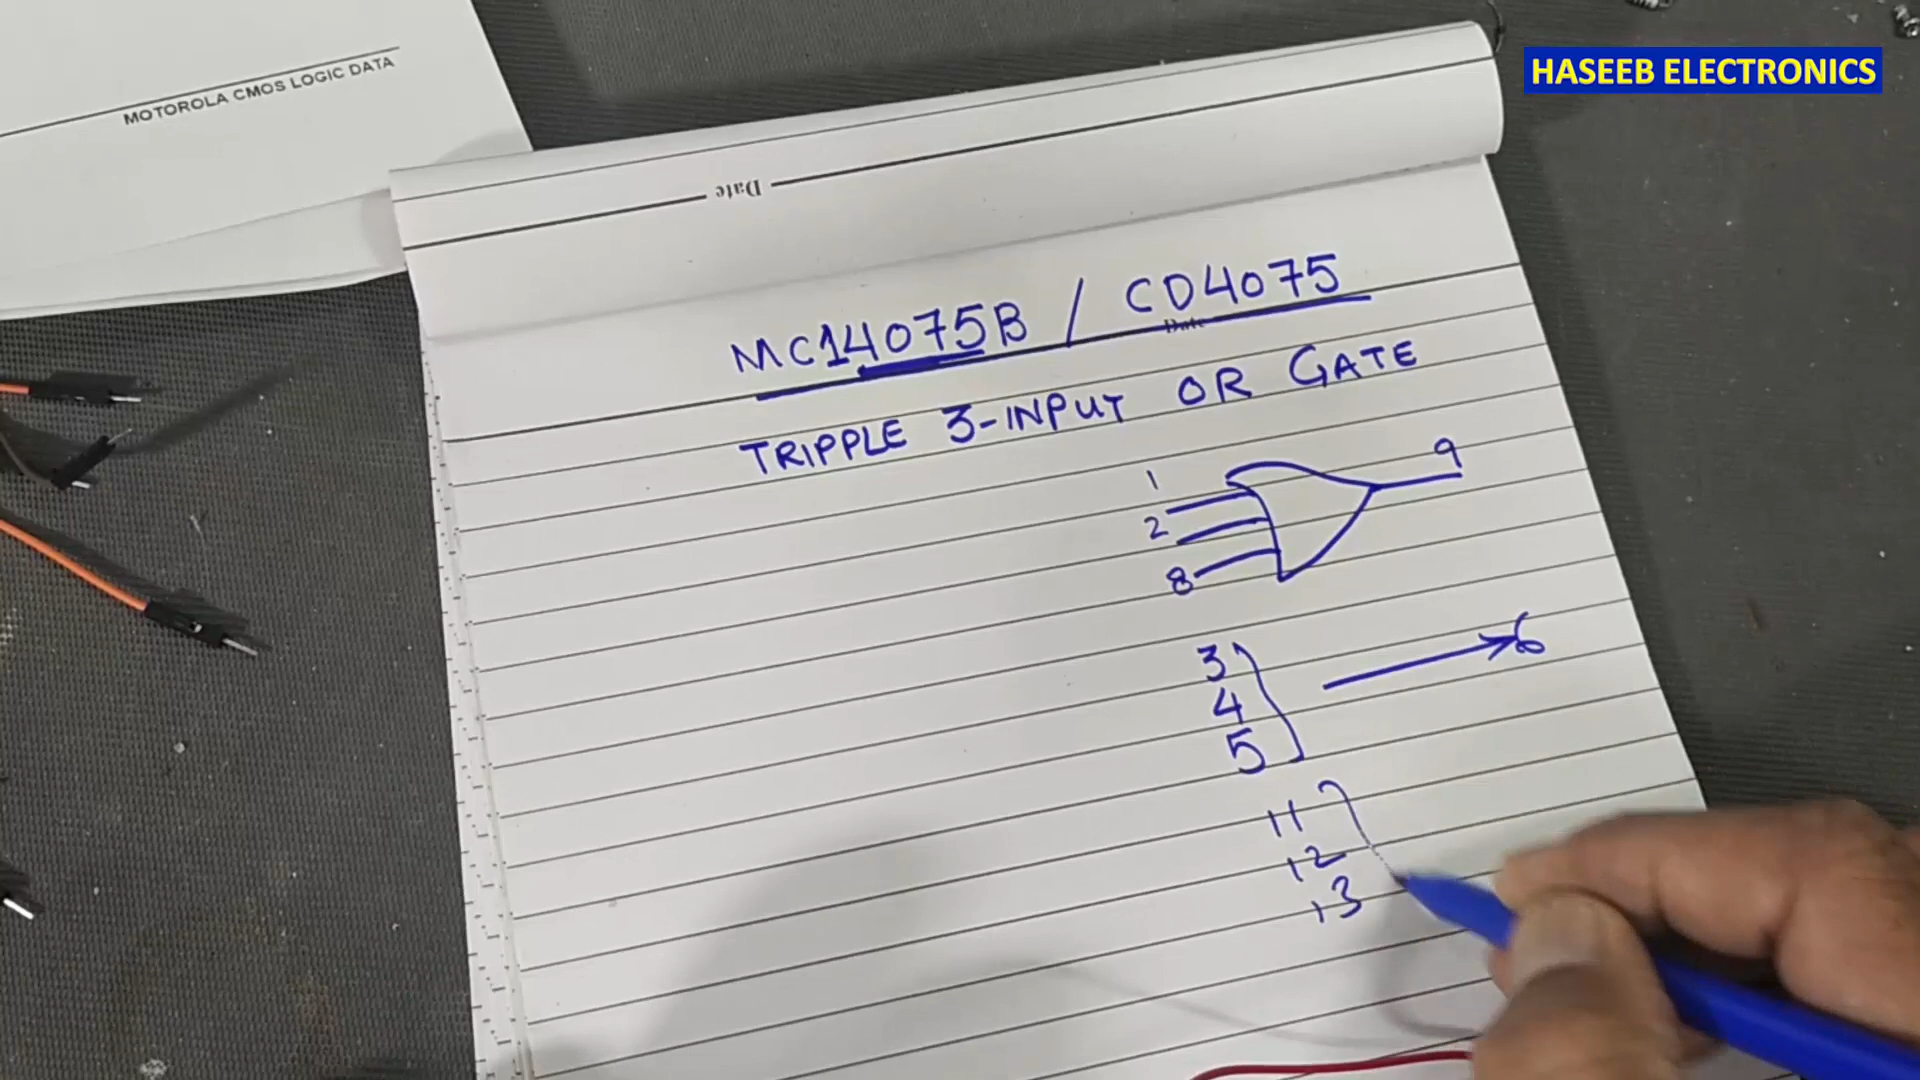 HASEEB ELECTRONICS
MOTOROLA CMOS LOGIC DATA
Date
MC14075B / CD4075
Date
TRIPPLE 3-INPUT OR GATE
1
9
2
8
3
6
4
5
11
12
13